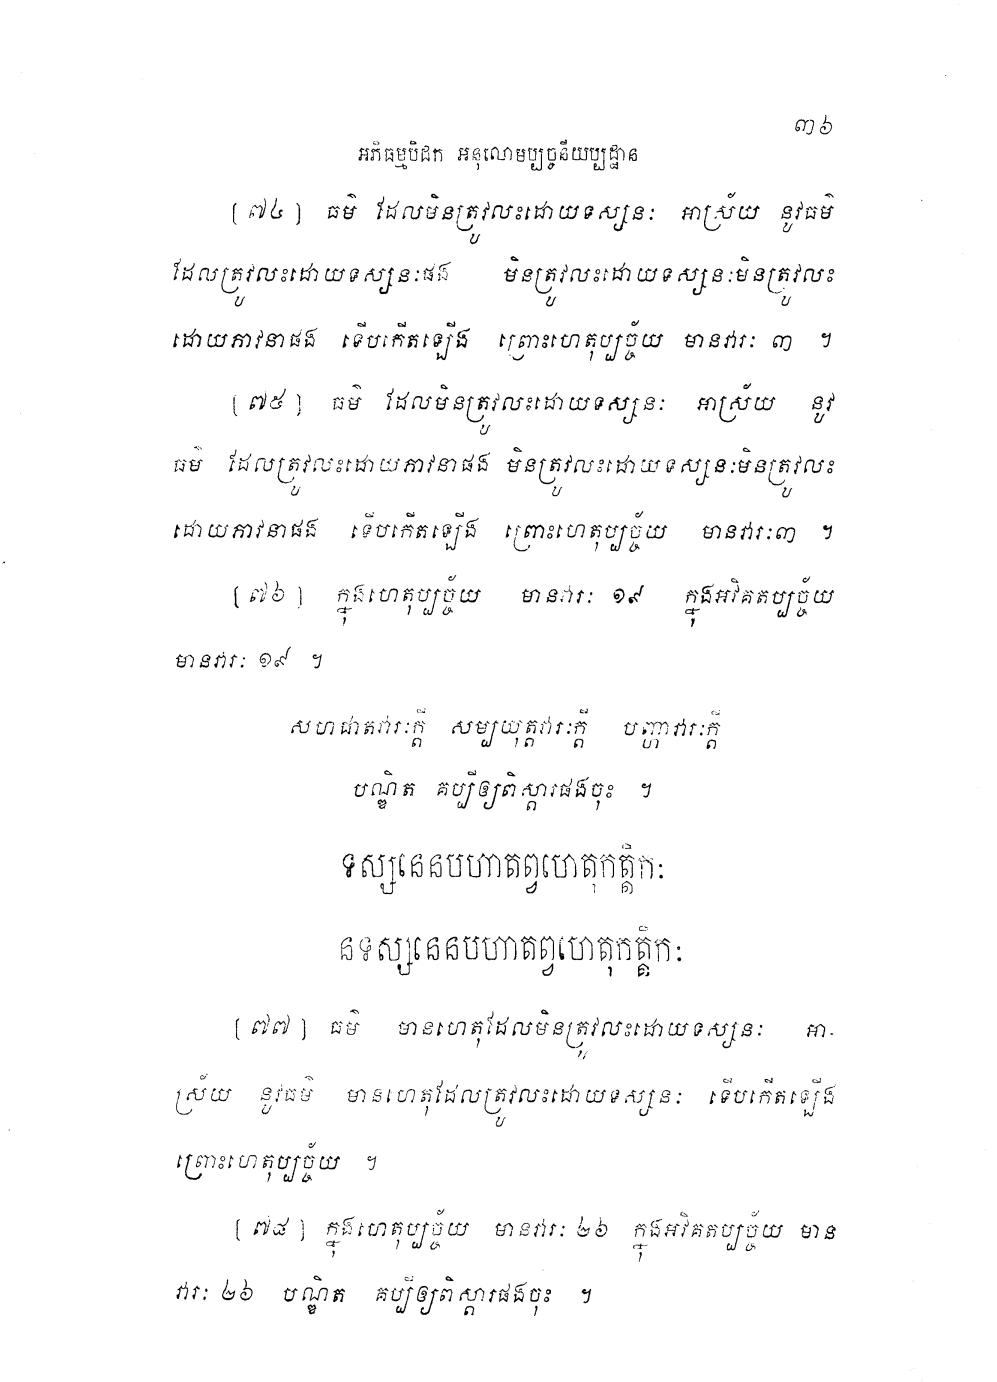 ៣៦
អភិធម្មបិដក អនុលោមប្បច្ចនីយប្បដ្ឋាន
[៧៤] ធម៌ ដែលមិនត្រូវលះដោយទស្សនៈ អាស្រ័យ នូវធម៌
ដែលត្រូវលះដោយទស្សនៈផង មិនត្រូវលះដោយទស្សនៈមិនត្រូវលះ
ដោយភាវនាផង ទើបកើតឡើង ព្រោះហេតុប្បច្ច័យ មានវារៈ ៣ ។
[៧៥] ធម៌ ដែលមិនត្រូវលះដោយទស្សនៈ អាស្រ័យ នូវ
ធម៌ ដែលត្រូវលះដោយភាវនាផង មិនត្រូវលះដោយទស្សនៈមិនត្រូវលះ
ដោយភាវនាផង ទើបកើតឡើង ព្រោះហេតុប្បច្ច័យ មានវារៈ៣ ។
[៧៦] ក្នុងហេតុប្បច្ច័យ មានវារៈ ១៩ ក្នុងអវិគតប្បច្ច័យ
មានវារៈ ១៩ ។
សហជាតវារៈក្តី សម្បយុត្តវារៈក្តី បញ្ហាវារៈក្តី
បណ្ឌិត គប្បីឲ្យពិស្តារផងចុះ ។
ទស្សនេនបហាតព្វហេតុកត្តិកៈ
នទស្សនេនបហាតព្វហេតុកត្តិកៈ
[៧៧] ធម៌ មានហេតុដែលមិនត្រូវលះដោយទស្សនៈ អា-
ស្រ័យ នូវធម៌ មានហេតុដែលត្រូវលះដោយទស្សនៈ ទើបកើតឡើង
ព្រោះហេតុប្បច្ច័យ ។
[៧៨] ក្នុងហេតុប្បច្ច័យ មានវារៈ ២៦ ក្នុងអវិគតប្បច្ច័យ មាន
វារៈ ២៦ បណ្ឌិត គប្បីឲ្យពិស្តារផងចុះ ។